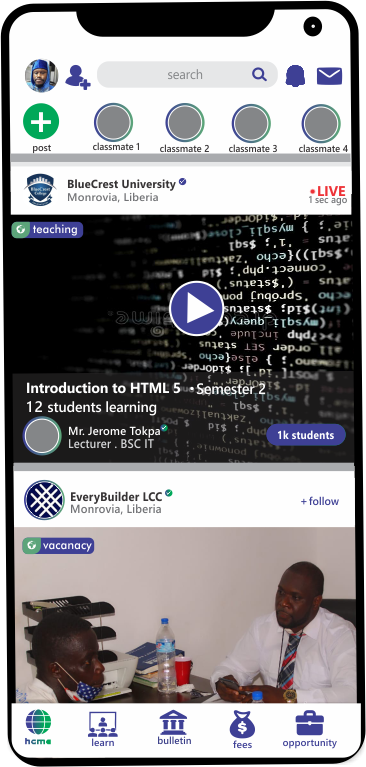 search
post
classmate 1
classmate 2
classmate 3
classmate 4
BlueCrest University
Monrovia, Liberia
•LIVE
1 sec ago
teaching
Introduction to HTML 5 • Semester 2
12 students learning
Mr. Jerome Tokpa
Lecturer . BSC IT
1k students
EveryBuilder LCC
Monrovia, Liberia
+ follow
vacanacy
hcma
learn
bulletin
fees
opportunity